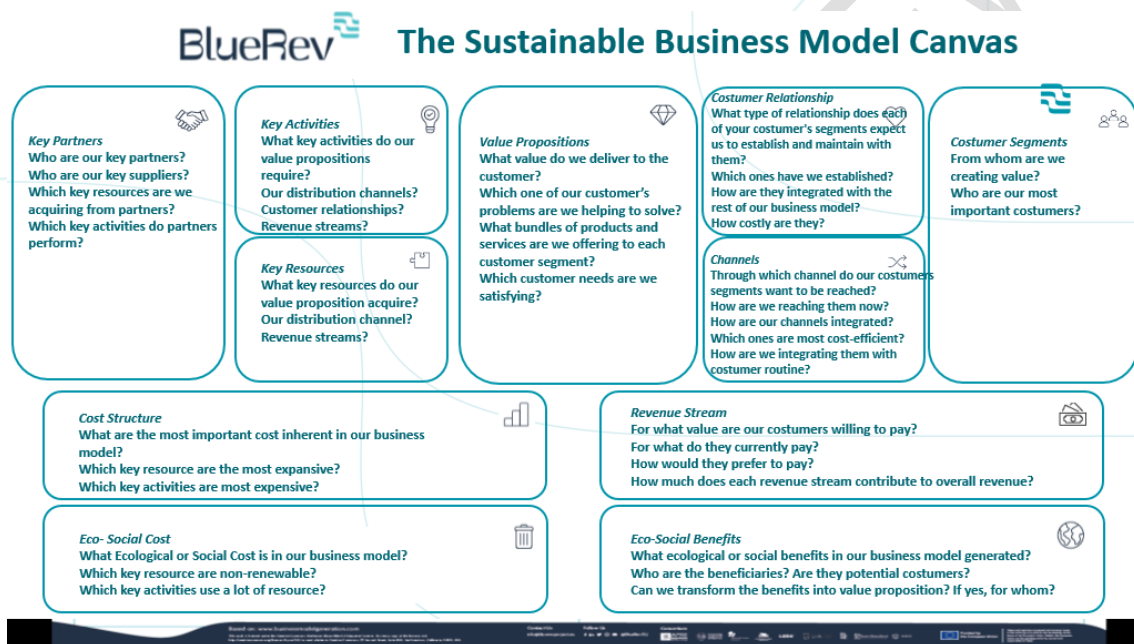 BlueRev
The Sustainable Business Model Canvas
Key Partners
Who are our key partners?
Who are our key suppliers?
Which key resources are we
acquiring from partners?
Which key activities do partners
perform?
Key Activities
What key activities do our
value propositions
require?
Our distribution channels?
Customer relationships?
Revenue streams?
Key Resources
What key resources do our
value proposition acquire?
Our distribution channel?
Revenue streams?
Value Propositions
What value do we deliver to the
customer?
Which one of our customer's
problems are we helping to solve?
What bundles of products and
services are we offering to each
customer segment?
Which customer needs are we
satisfying?
Costumer Relationship
What type of relationship does each
of your costumer's segments expect
us to establish and maintain with
them?
Which ones have we established?
How are they integrated with the
rest of our business model?
How costly are they?
Channels
Through which channel do our costumers
segments want to be reached?
How are we reaching them now?
How are our channels integrated?
Which ones are most cost-efficient?
How are we integrating them with
costumer routine?
Costumer Segments
From whom are we
creating value?
Who are our most
important costumers?
Cost Structure
What are the most important cost inherent in our business
model?
Which key resource are the most expansive?
Which key activities are most expensive?
Revenue Stream
For what value are our costumers willing to pay?
For what do they currently pay?
How would they prefer to pay?
How much does each revenue stream contribute to overall revenue?
Eco- Social Cost
What Ecological or Social Cost is in our business model?
Which key resource are non-renewable?
Which key activities use a lot of resource?
Eco-Social Benefits
What ecological or social benefits in our business model generated?
Who are the beneficiaries? Are they potential costumers?
Can we transform the benefits into value proposition? If yes, for whom?
Based on: www.businessmodelgeneration.com
Contact Us
Follow Us